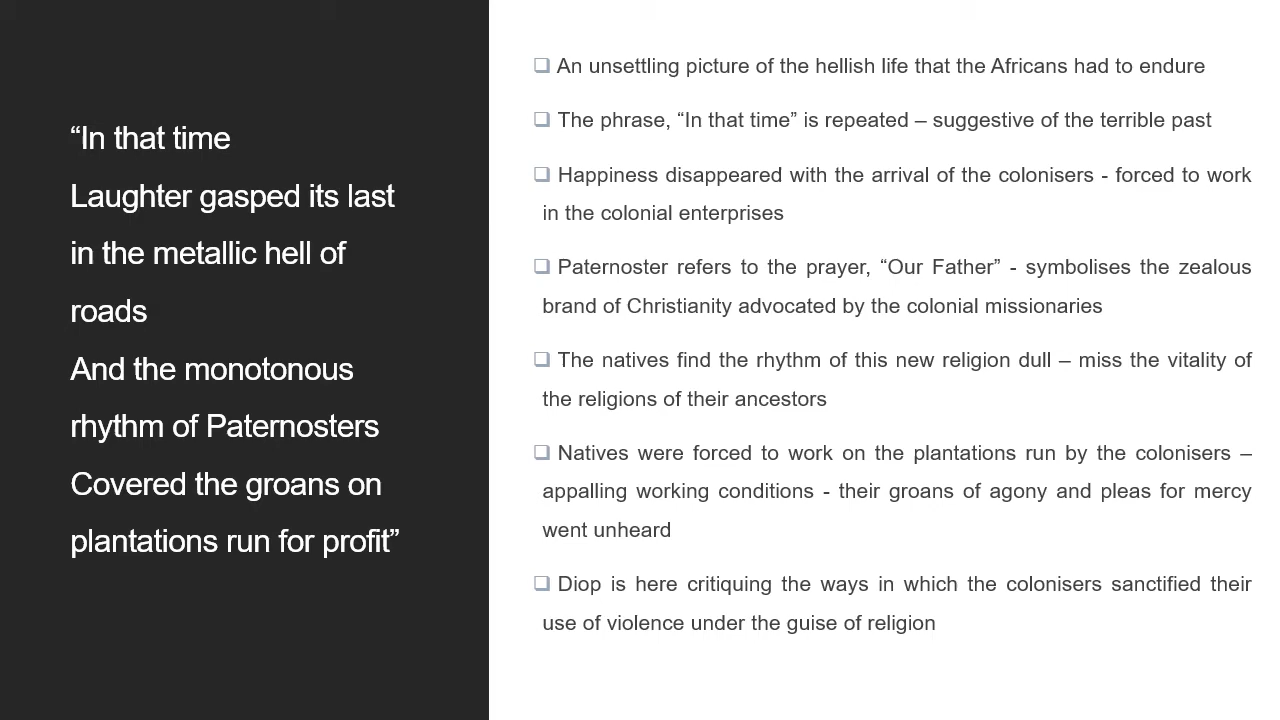 “In that time
Laughter gasped its last
in the metallic hell of
roads
And the monotonous
rhythm of Paternosters
Covered the groans on
plantations run for profit”
❑ An unsettling picture of the hellish life that the Africans had to endure
❑ The phrase, “In that time” is repeated – suggestive of the terrible past
❑ Happiness disappeared with the arrival of the colonisers - forced to work
in the colonial enterprises
❑ Paternoster refers to the prayer, “Our Father” - symbolises the zealous
brand of Christianity advocated by the colonial missionaries
❑ The natives find the rhythm of this new religion dull – miss the vitality of
the religions of their ancestors
❑ Natives were forced to work on the plantations run by the colonisers –
appalling working conditions - their groans of agony and pleas for mercy
went unheard
❑ Diop is here critiquing the ways in which the colonisers sanctified their
use of violence under the guise of religion